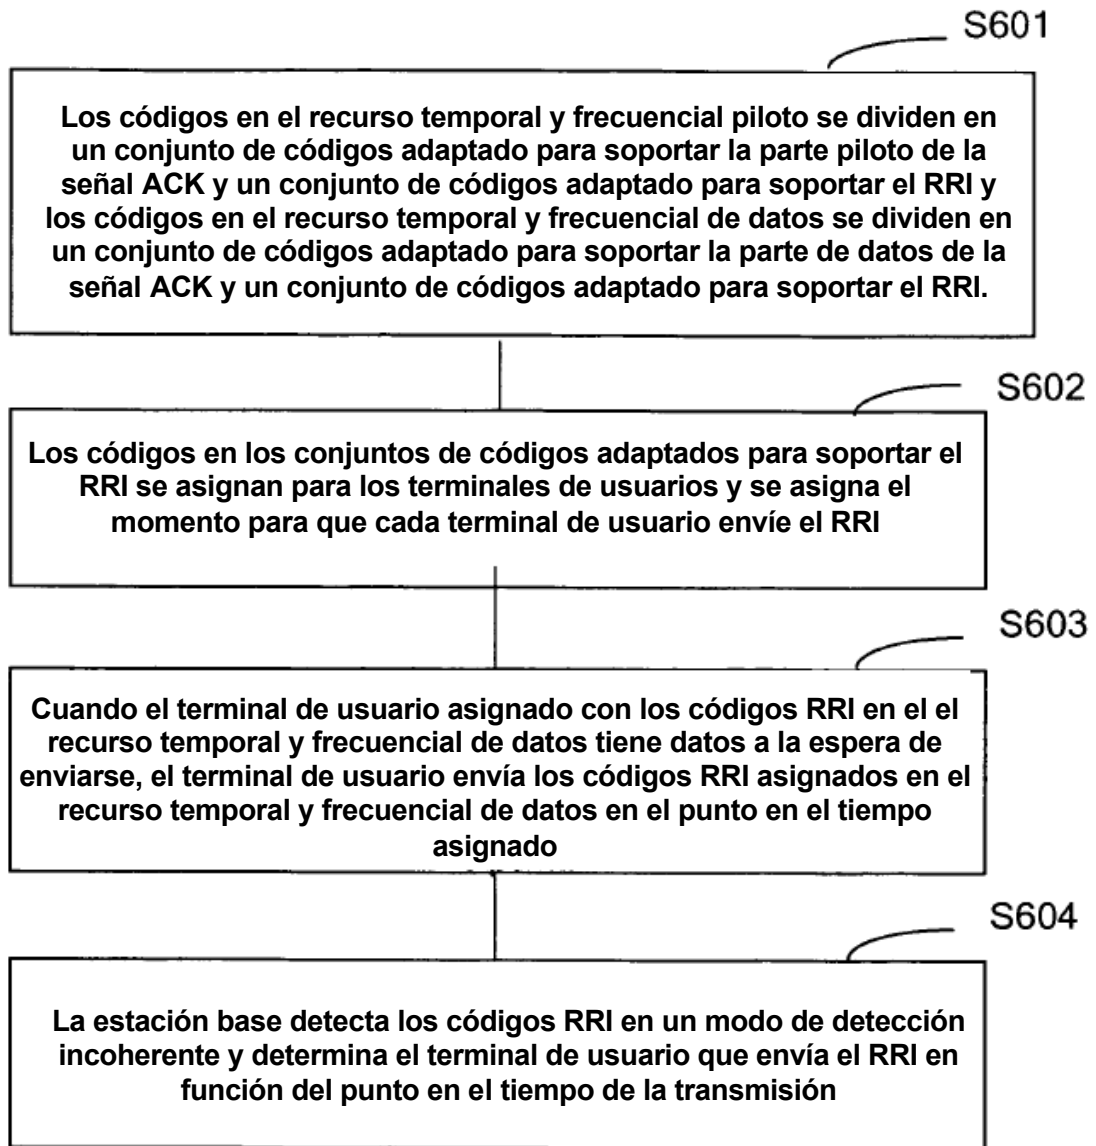 S601
Los códigos en el recurso temporal y frecuencial piloto se dividen en
un conjunto de códigos adaptado para soportar la parte piloto de la
señal ACK y un conjunto de códigos adaptado para soportar el RRI y
los códigos en el recurso temporal y frecuencial de datos se dividen en
un conjunto de códigos adaptado para soportar la parte de datos de la
señal ACK y un conjunto de códigos adaptado para soportar el RRI.
S602
Los códigos en los conjuntos de códigos adaptados para soportar el
RRI se asignan para los terminales de usuarios y se asigna el
momento para que cada terminal de usuario envíe el RRI
S603
Cuando el terminal de usuario asignado con los códigos RRI en el el
recurso temporal y frecuencial de datos tiene datos a la espera de
enviarse, el terminal de usuario envía los códigos RRI asignados en el
recurso temporal y frecuencial de datos en el punto en el tiempo
asignado
S604
La estación base detecta los códigos RRI en un modo de detección
incoherente y determina el terminal de usuario que envía el RRI en
función del punto en el tiempo de la transmisión